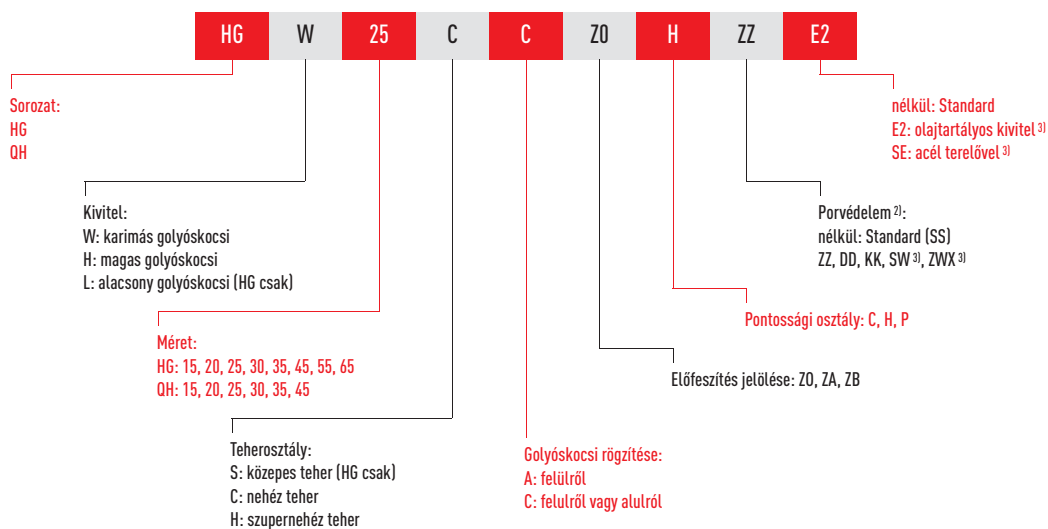 HG W 25 C C Z0 H ZZ E2
Sorozat:
HG
QH
nélkül: Standard
E2: olajtartályos kivitel 3)
SE: acél terelővel 3)
Kivitel:
W: karimás golyóskocsi
H: magas golyóskocsi
L: alacsony golyóskocsi (HG csak)
Porvédelem 2):
nélkül: Standard (SS)
ZZ, DD, KK, SW 3), ZWX 3)
Méret:
HG: 15, 20, 25, 30, 35, 45, 55, 65
QH: 15, 20, 25, 30, 35, 45
Pontossági osztály: C, H, P
Előfeszítés jelölése: Z0, ZA, ZB
Teherosztály:
S: közepes teher (HG csak)
C: nehéz teher
H: szupernehéz teher
Golyóskocsi rögzítése:
A: felülről
C: felulről vagy alulról